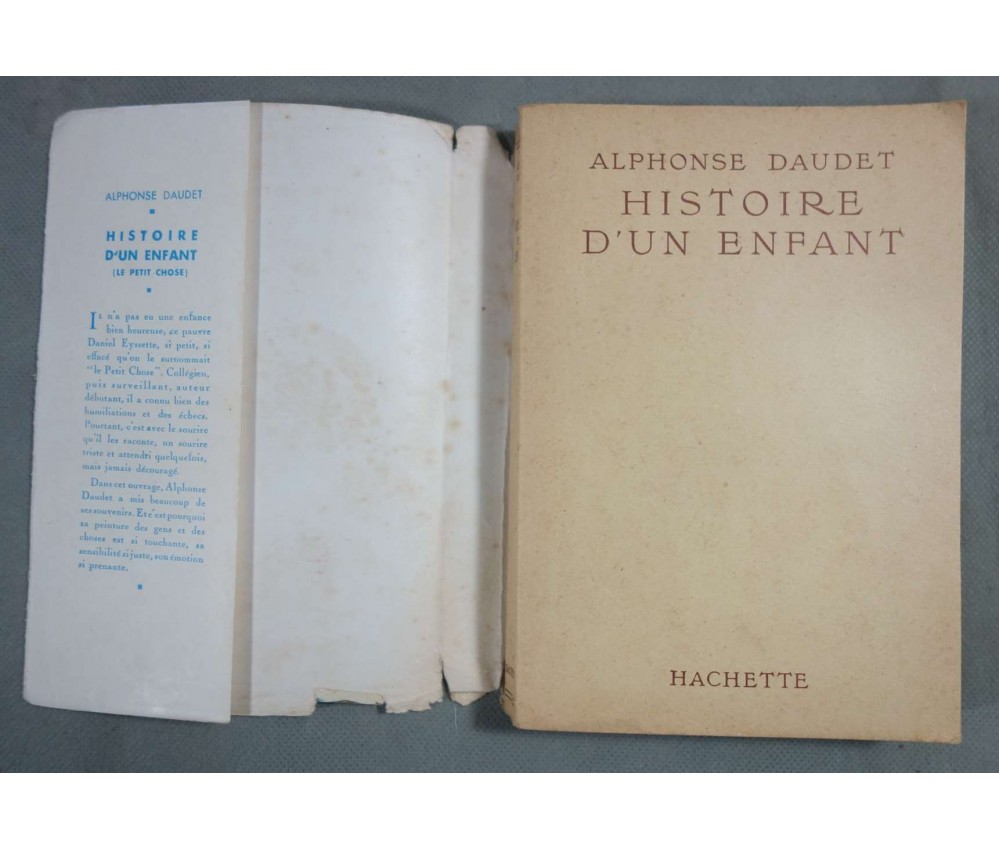 ALPHONSE DAUDET
HISTOIRE
D'UN ENFANT
(LE PETIT CHOSE)
IL n'a pas eu une enfance
bien heureuse, ce pauvre
Daniel Eyssette, si petit, si
effacé qu'on le surnommait
"le Petit Chose". Collégien,
puis surveillant, auteur
débutant, il a connu bien des
humiliations et des échecs.
Pourtant, c'est avec le sourire
qu'il les raconte, un sourire
triste et attendri quelquefois,
mais jamais découragé.
Dans cet ouvrage, Alphonse
Daudet a mis beaucoup de
ses souvenirs. Et c'est pourquoi
sa peinture des gens et des
choses est si touchante, sa
sensibilité si juste, son émotion
si prenante.
ALPHONSE DAUDET
HISTOIRE
D'UN ENFANT
HACHETTE